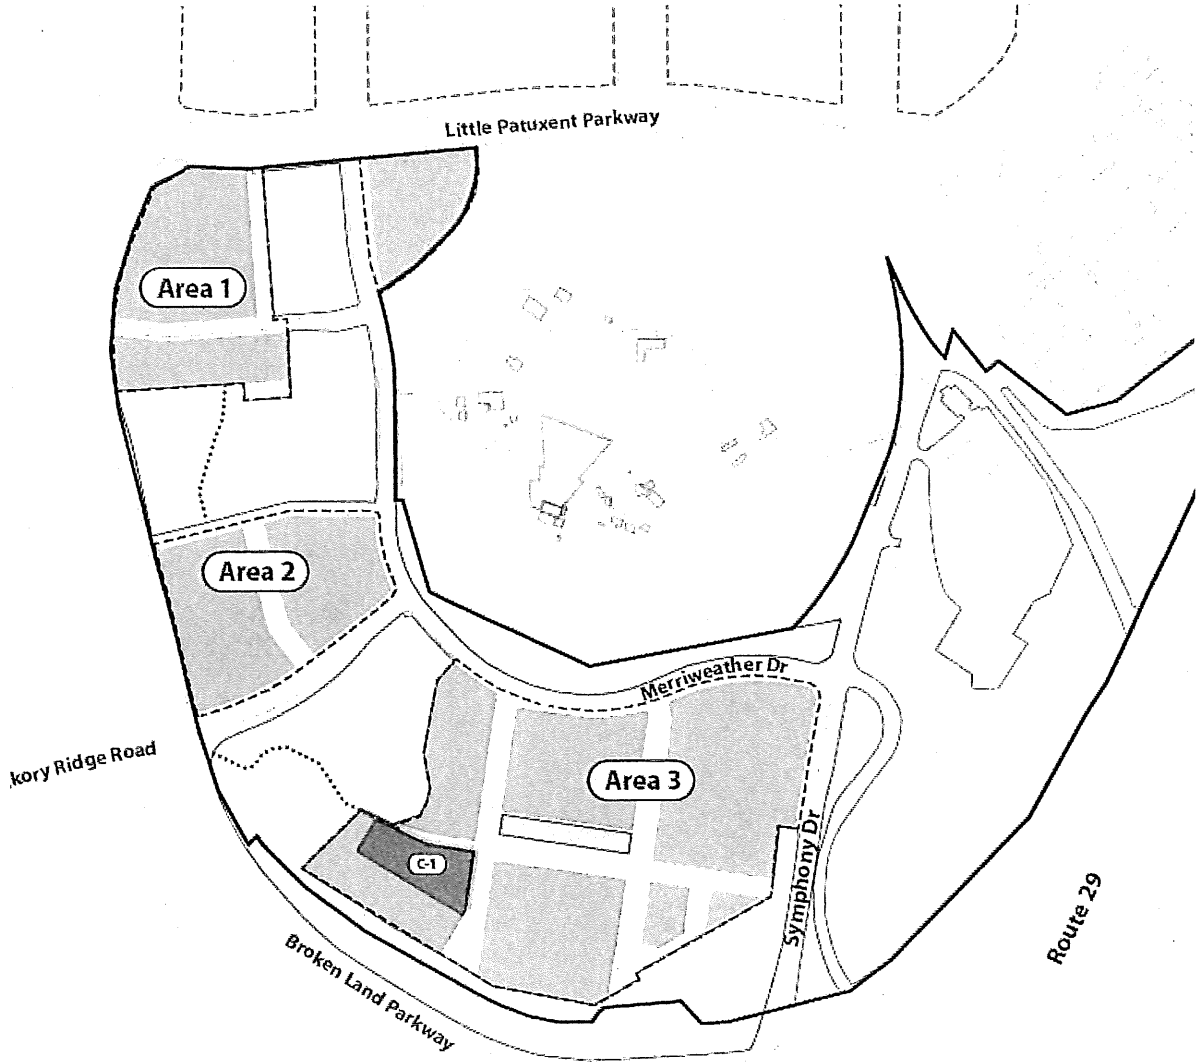 Little Patuxent Parkway
Area 1
Area 2
Merriweather Dr
kory Ridge Road
Area 3
C-1
Symphony Dr
Route 29
Broken Land Parkway